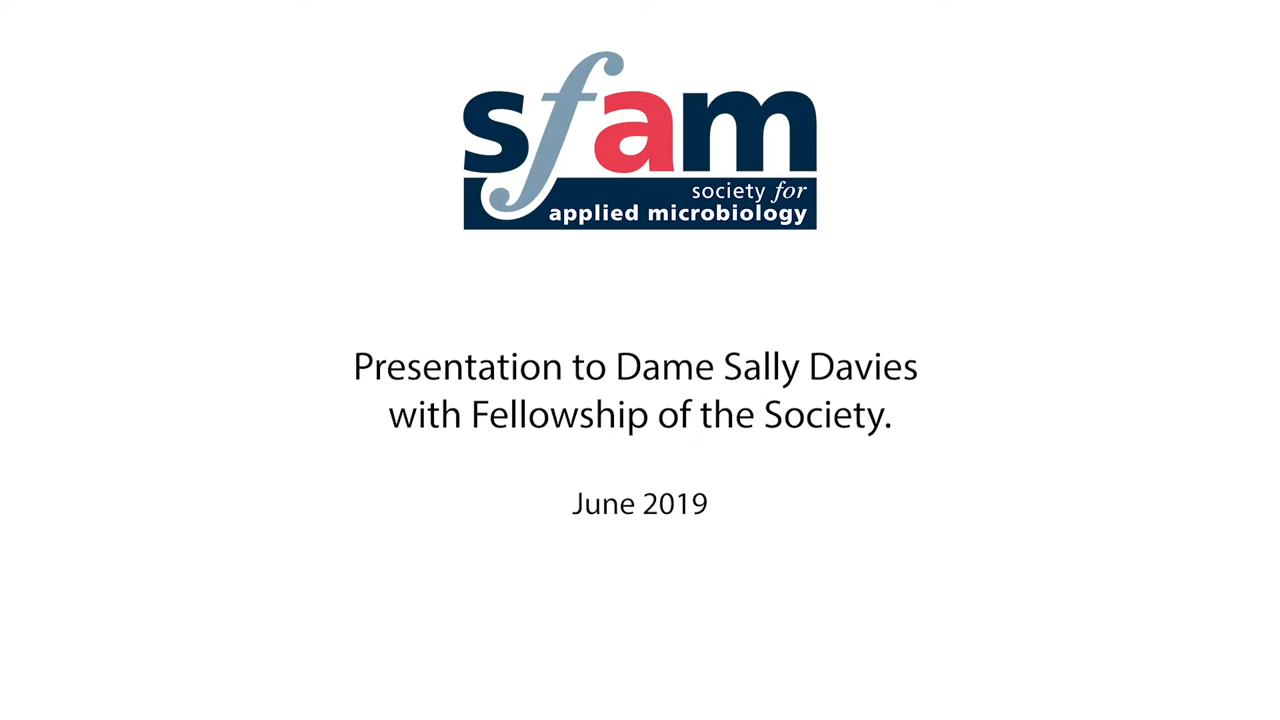 sfam
society for
applied microbiology
Presentation to Dame Sally Davies
with Fellowship of the Society.
June 2019